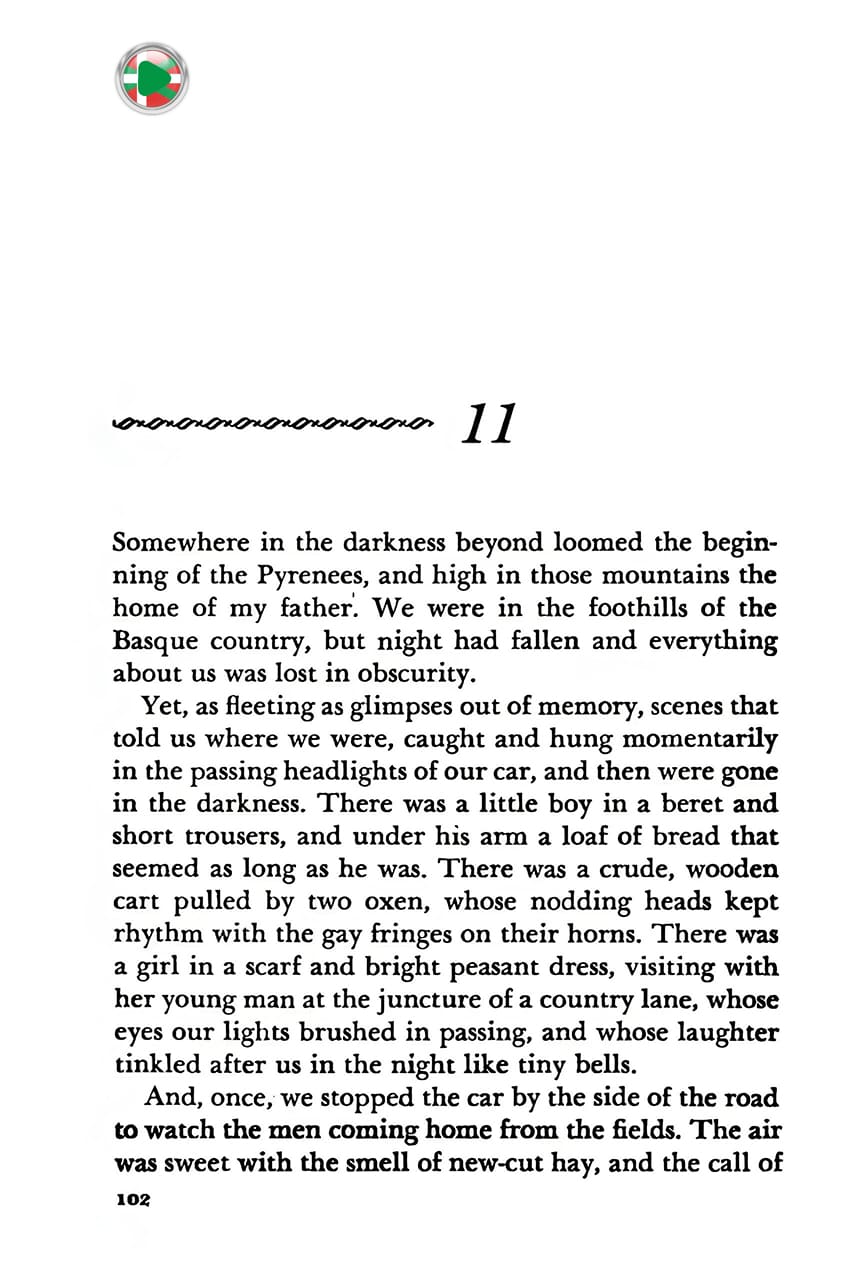 11
Somewhere in the darkness beyond loomed the begin-
ning of the Pyrenees, and high in those mountains the
home of my father. We were in the foothills of the
Basque country, but night had fallen and everything
about us was lost in obscurity.
Yet, as fleeting as glimpses out of memory, scenes that
told us where we were, caught and hung momentarily
in the passing headlights of our car, and then were gone
in the darkness. There was a little boy in a beret and
short trousers, and under his arm a loaf of bread that
seemed as long as he was. There was a crude, wooden
cart pulled by two oxen, whose nodding heads kept
rhythm with the gay fringes on their horns. There was
a girl in a scarf and bright peasant dress, visiting with
her young man at the juncture of a country lane, whose
eyes our lights brushed in passing, and whose laughter
tinkled after us in the night like tiny bells.
And, once, we stopped the car by the side of the road
to watch the men coming home from the fields. The air
was sweet with the smell of new-cut hay, and the call of
102